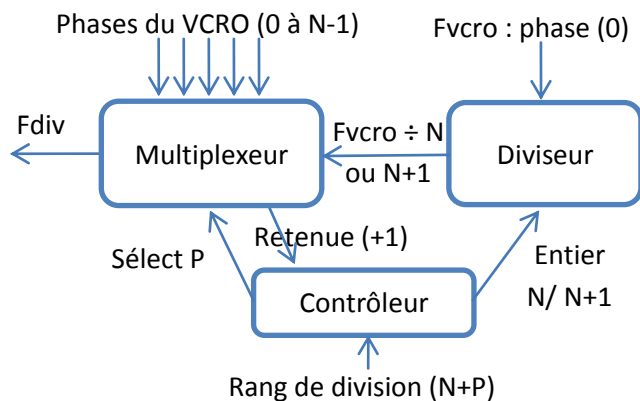 Phases du VCRO (0 à N-1)
Fvcro : phase (0)
Fdiv
Multiplexeur
Fvcro ÷ N
ou N+1
Diviseur
Sélect P
Retenue (+1)
Entier
N/ N+1
Contrôleur
Rang de division (N+P)